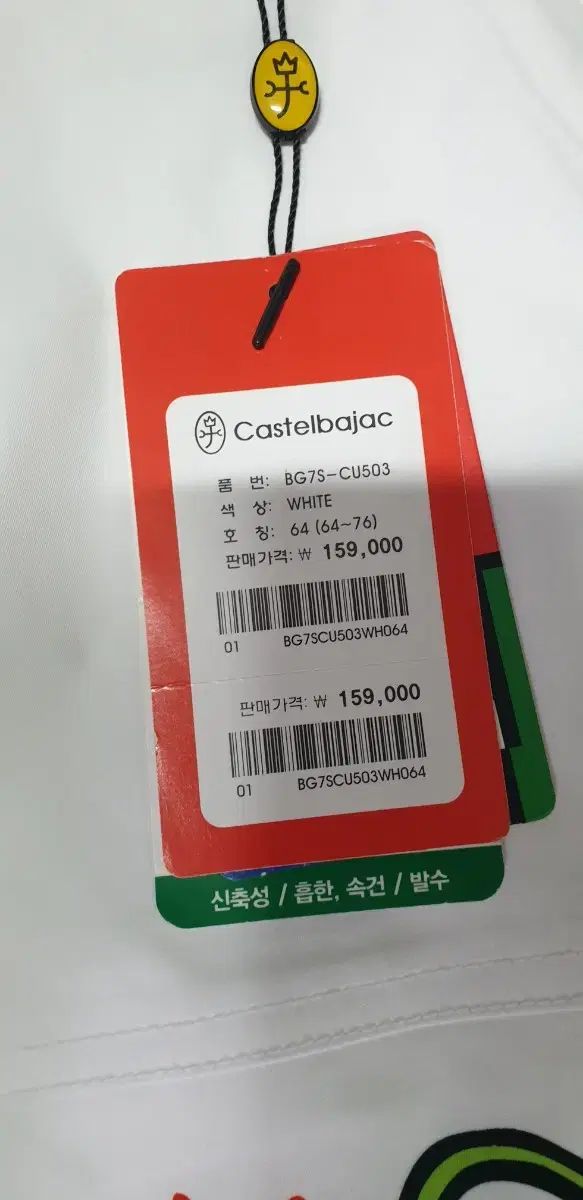 Castelbajac
품 번: BG7S-CU503
색 상: WHITE
호 칭: 64 (64~76)
판매가격: ₩ 159,000
01 BG7SCU503WH064
판매가격: ₩ 159,000
01 BG7SCU503WH064
신축성 / 흡한, 속건 / 발수